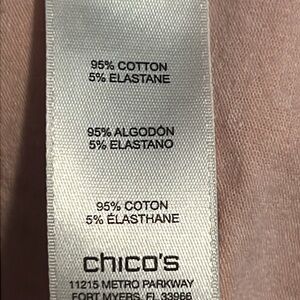 95% COTTON
5% ELASTANE
95% ALGODÓN
5% ELASTANO
95% COTON
5% ÉLASTHANE
chico's
11215 METRO PARKWAY
FORT MYERS, FL 33966